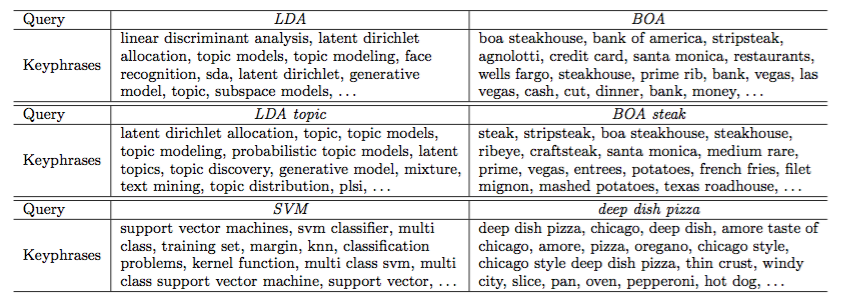 Query LDA BOA
Keyphrases
linear discriminant analysis, latent dirichlet
allocation, topic models, topic modeling, face
recognition, sda, latent dirichlet, generative
model, topic, subspace models, ...
boa steakhouse, bank of america, stripsteak,
agnolotti, credit card, santa monica, restaurants,
wells fargo, steakhouse, prime rib, bank, vegas, las
vegas, cash, cut, dinner, bank, money, ...
Query LDA topic BOA steak
Keyphrases
latent dirichlet allocation, topic, topic models,
topic modeling, probabilistic topic models, latent
topics, topic discovery, generative model, mixture,
text mining, topic distribution, plsi, ...
steak, stripsteak, boa steakhouse, steakhouse,
ribeye, craftsteak, santa monica, medium rare,
prime, vegas, entrees, potatoes, french fries, filet
mignon, mashed potatoes, texas roadhouse, ...
Query SVM deep dish pizza
Keyphrases
support vector machines, svm classifier, multi
class, training set, margin, knn, classification
problems, kernel function, multi class svm, multi
class support vector machine, support vector, ...
deep dish pizza, chicago, deep dish, amore taste of
chicago, amore, pizza, oregano, chicago style,
chicago style deep dish pizza, thin crust, windy
city, slice, pan, oven, pepperoni, hot dog, ...